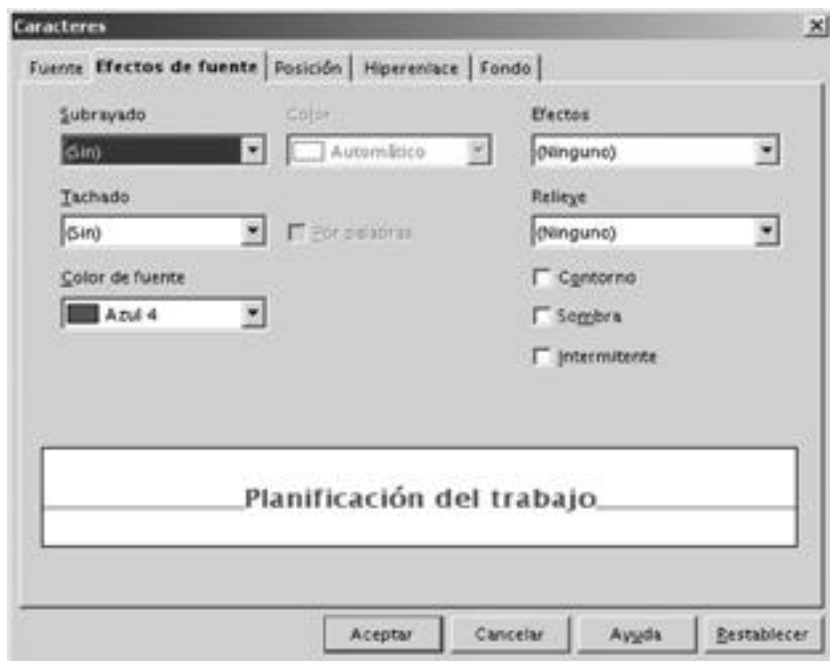 Caracteres
Fuente Efectos de fuente Posición Hiperenlace Fondo
Subrayado Color Efectos
(Sin) Automático (Ninguno)
Tachado Relieve
(Sin) Por palabras (Ninguno)
Color de fuente Contorno
Azul 4 Sombra
Intermitente
Planificación del trabajo
Aceptar Cancelar Ayuda Restablecer